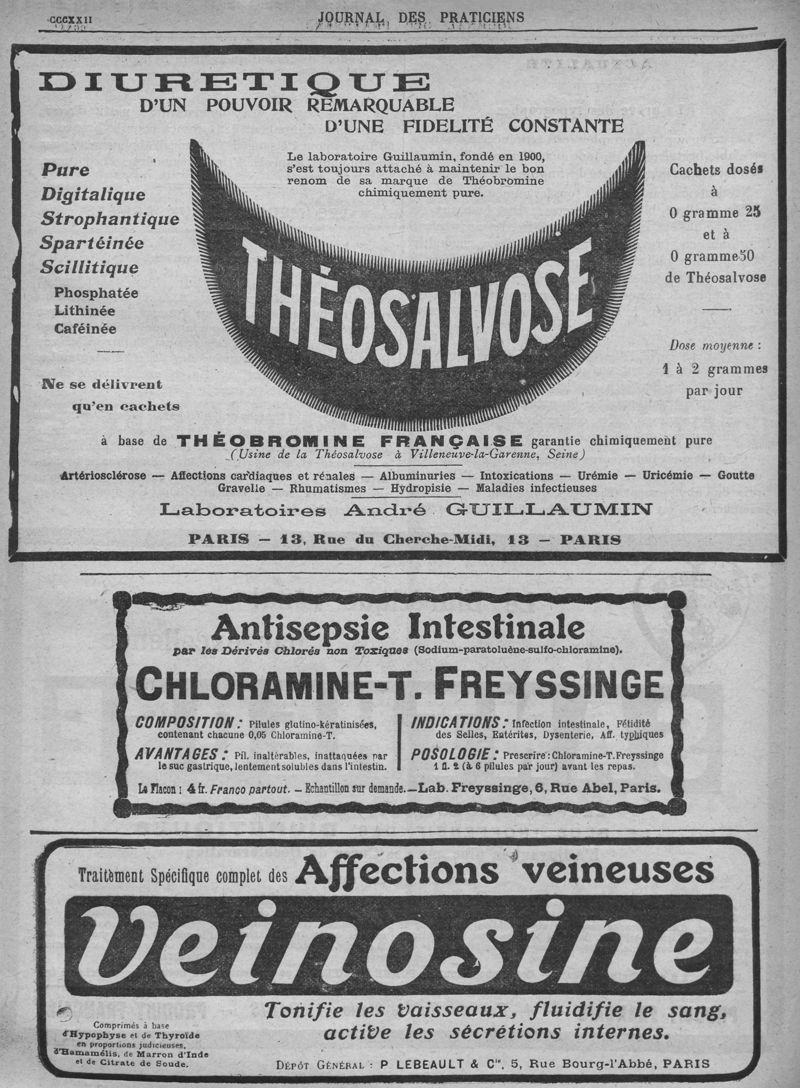 CCCXXII
JOURNAL DES PRATICIENS
DIURETIQUE
D'UN POUVOIR REMARQUABLE
D'UNE FIDELITÉ CONSTANTE
Le laboratoire Guillaumin, fondé en 1900,
s'est toujours attaché à maintenir le bon
renom de sa marque de Théobromine
chimiquement pure.
Pure
Digitalique
Strophantique
Spartéinée
Scillitique
Phosphatée
Lithinée
Caféinée
Ne se délivrent
qu'en cachets
THÉOSALVOSE
Cachets dosés
à
0 gramme 25
et à
0 gramme 50
de Théosalvose
Dose moyenne :
1 à 2 grammes
par jour
à base de THÉOBROMINE FRANÇAISE garantie chimiquement pure
(Usine de la Théosalvose à Villeneuve-la-Garenne, Seine)
Artériosclérose — Affections cardiaques et rénales — Albuminuries — Intoxications — Urémie — Uricémie — Goutte
Gravelle — Rhumatismes — Hydropisie — Maladies infectieuses
Laboratoires André GUILLAUMIN
PARIS — 13, Rue du Cherche-Midi, 13 — PARIS
Antisepsie Intestinale
par les Dérivés Chlorés non Toxiques (Sodium-paratoluène-sulfo-chloramine).
CHLORAMINE-T. FREYSSINGE
COMPOSITION : Pilules glutino-kératinisées,
contenant chacune 0,05 Chloramine-T.
AVANTAGES : Pil. inaltérables, inattaquées par
le suc gastrique, lentement solubles dans l'intestin.
INDICATIONS : Infection intestinale, Fétidité
des Selles, Entérites, Dysenterie, Aff. typhiques
POSOLOGIE : Prescrire : Chloramine-T. Freyssinge
1 fl. 2 (à 6 pilules par jour) avant les repas.
Le Flacon : 4 fr. Franco partout. — Echantillon sur demande. — Lab. Freyssinge, 6, Rue Abel, Paris.
Traitement Spécifique complet des Affections veineuses
Veinosine
Comprimés à base
d'Hypophyse et de Thyroïde
en proportions judicieuses,
d'Hamamélis, de Marron d'Inde
et de Citrate de Soude.
Tonifie les vaisseaux, fluidifie le sang,
active les sécrétions internes.
DÉPÔT GÉNÉRAL : P LEBEAULT & Cie, 5, Rue Bourg-l'Abbé, PARIS